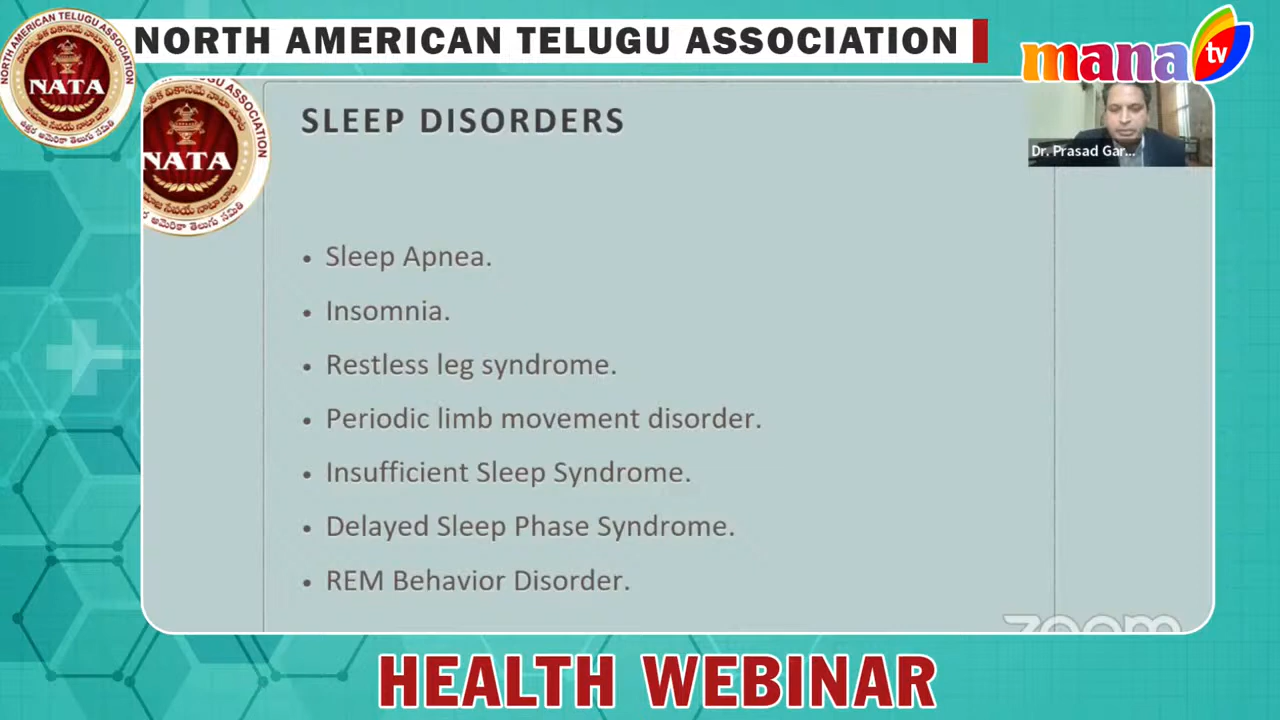 NORTH AMERICAN TELUGU ASSOCIATION
mana tv
NATA
NATA
SLEEP DISORDERS
Dr. Prasad Gar...
• Sleep Apnea.
• Insomnia.
• Restless leg syndrome.
• Periodic limb movement disorder.
• Insufficient Sleep Syndrome.
• Delayed Sleep Phase Syndrome.
• REM Behavior Disorder.
zoom
HEALTH WEBINAR